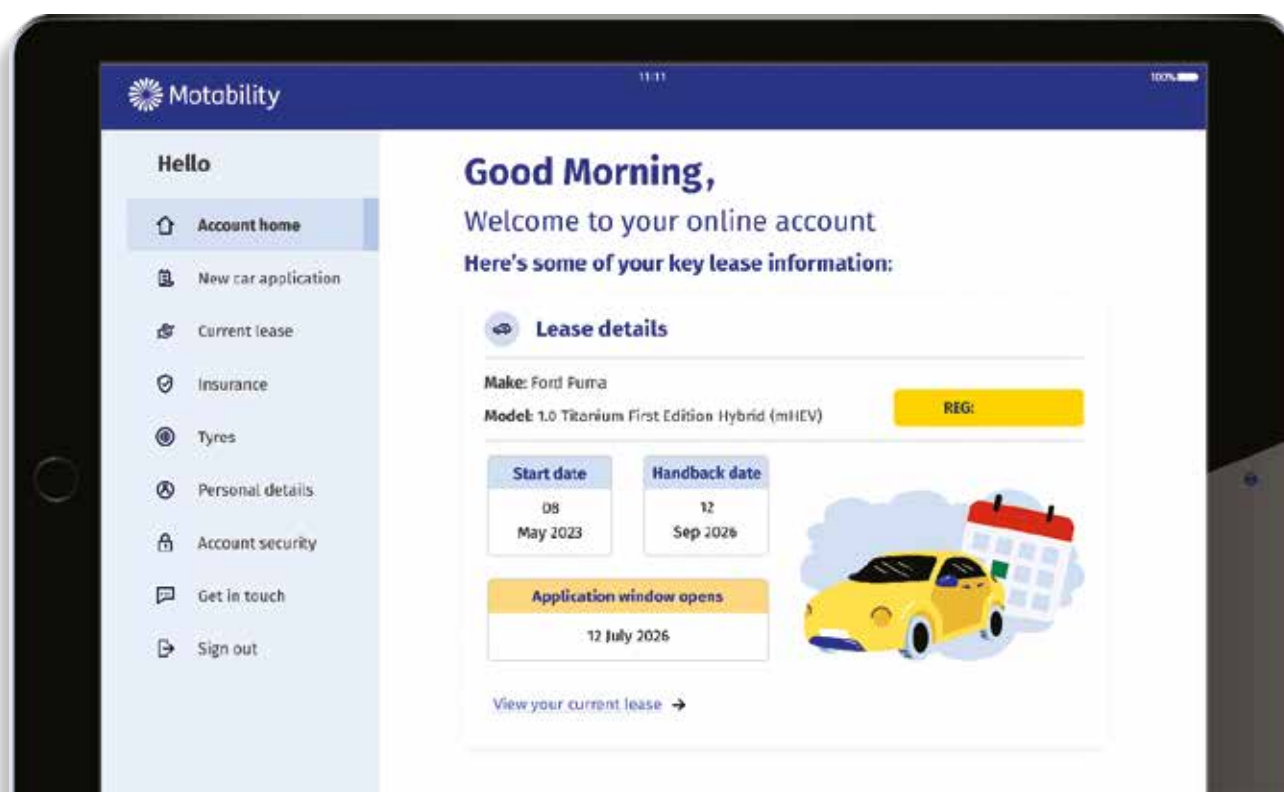 Motability
11:11
100%
Hello
Account home
New car application
Current lease
Insurance
Tyres
Personal details
Account security
Get in touch
Sign out
Good Morning,
Welcome to your online account
Here's some of your key lease information:
Lease details
Make: Ford Puma
Model: 1.0 Titanium First Edition Hybrid (mHEV)
REG:
Start date
08
May 2023
Handback date
12
Sep 2026
Application window opens
12 July 2026
View your current lease